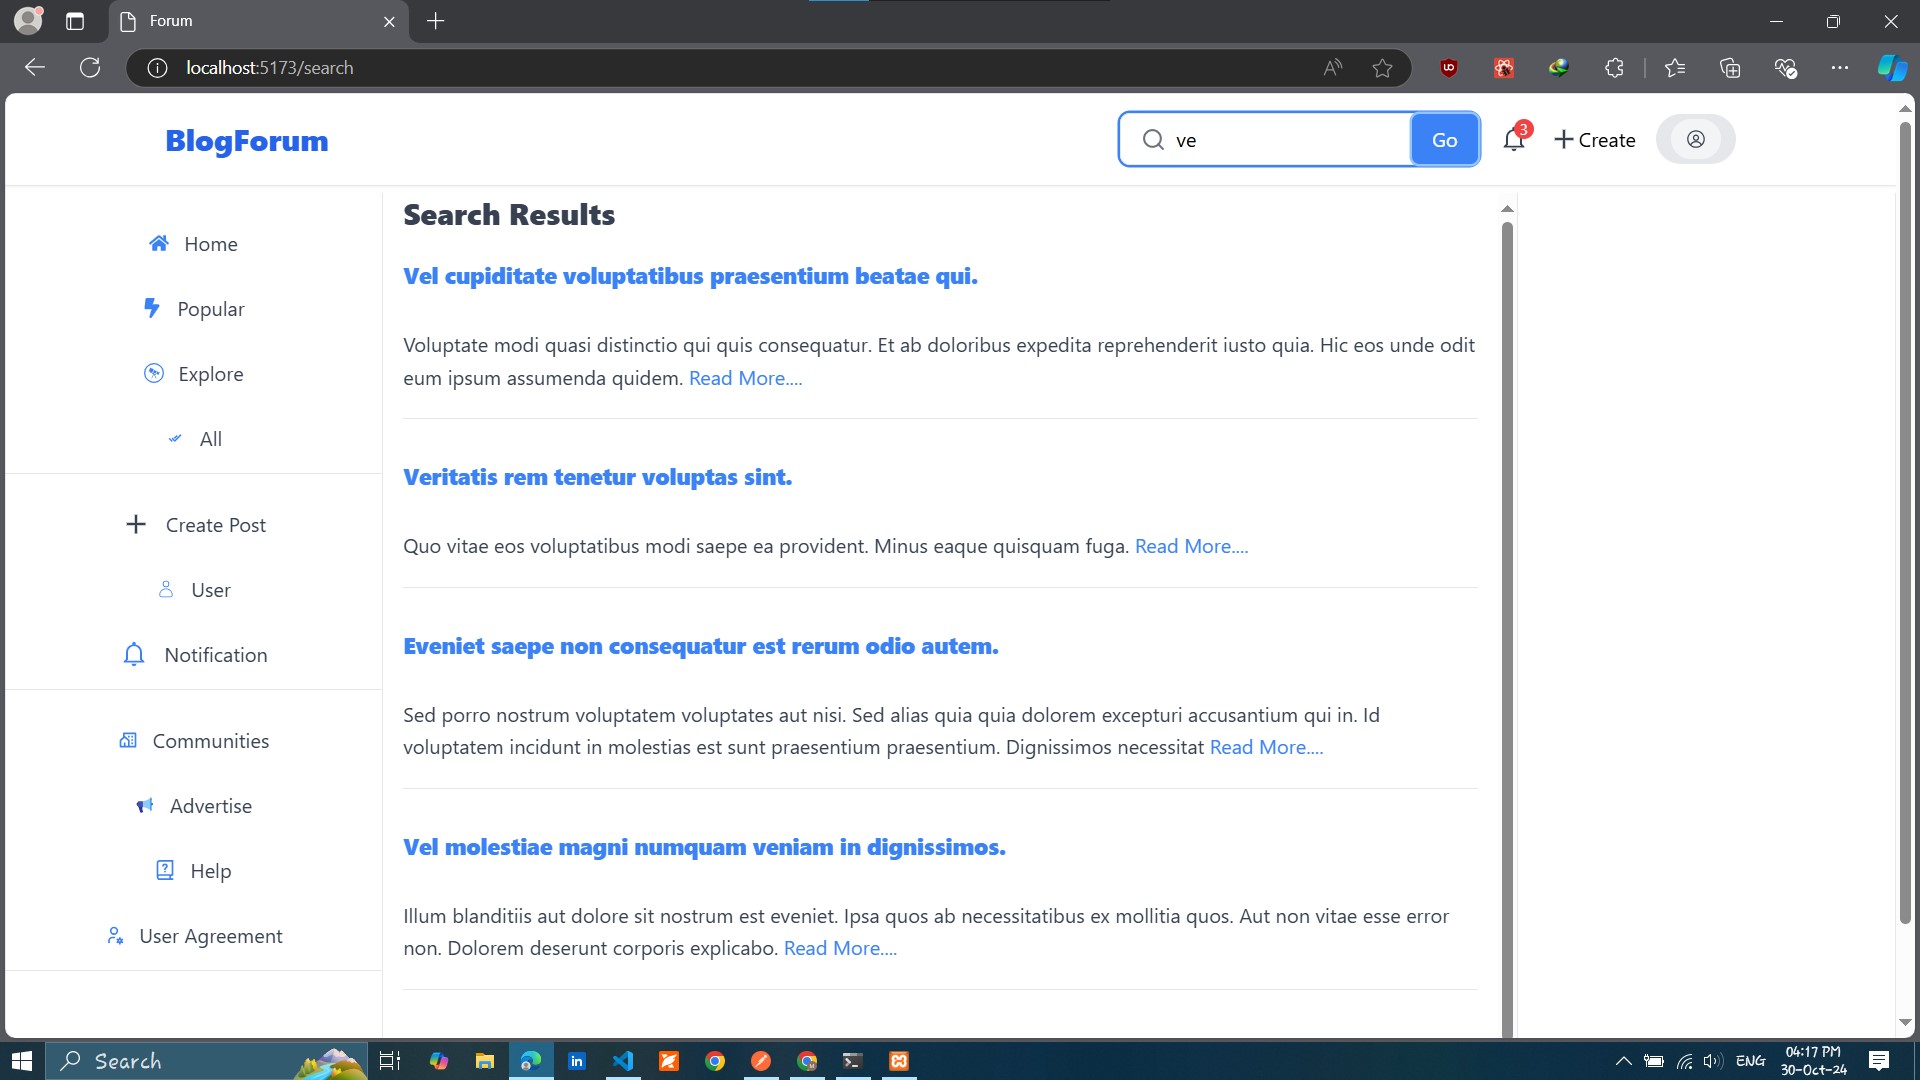 Forum
localhost:5173/search
BlogForum
ve
Go
3
Create
Home
Popular
Explore
All
Create Post
User
Notification
Communities
Advertise
Help
User Agreement
Search Results
Vel cupiditate voluptatibus praesentium beatae qui.
Voluptate modi quasi distinctio qui quis consequatur. Et ab doloribus expedita reprehenderit iusto quia. Hic eos unde odit
eum ipsum assumenda quidem. Read More....
Veritatis rem tenetur voluptas sint.
Quo vitae eos voluptatibus modi saepe ea provident. Minus eaque quisquam fuga. Read More....
Eveniet saepe non consequatur est rerum odio autem.
Sed porro nostrum voluptatem voluptates aut nisi. Sed alias quia quia dolorem excepturi accusantium qui in. Id
voluptatem incidunt in molestias est sunt praesentium praesentium. Dignissimos necessitat Read More....
Vel molestiae magni numquam veniam in dignissimos.
Illum blanditiis aut dolore sit nostrum est eveniet. Ipsa quos ab necessitatibus ex mollitia quos. Aut non vitae esse error
non. Dolorem deserunt corporis explicabo. Read More....
Search
ENG
04:17 PM
30-Oct-24